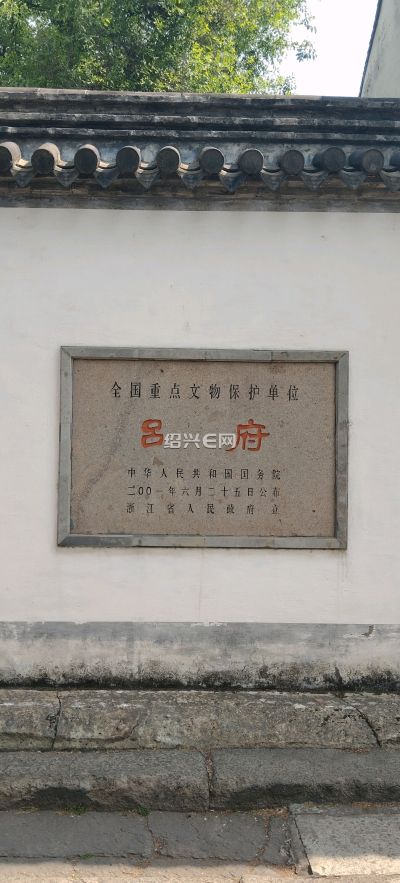 全国重点文物保护单位
吕府
绍兴E网
中华人民共和国国务院
二00一年六月二十五日公布
浙江省人民政府立